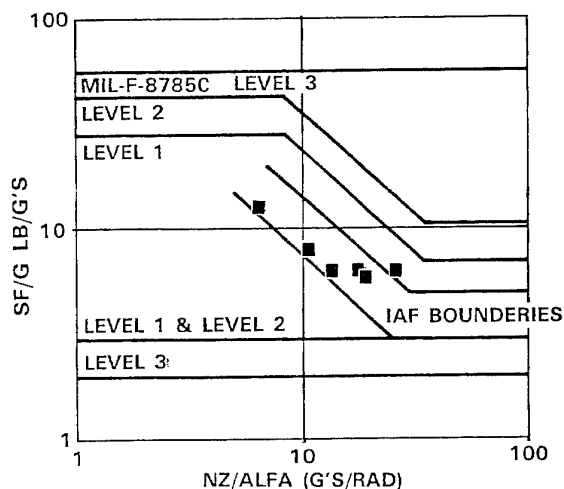 100
MIL-F-8785C LEVEL 3
LEVEL 2
LEVEL 1
SF/G LB/G'S
10
IAF BOUNDERIES
LEVEL 1 & LEVEL 2
LEVEL 3
1
1 10 100
NZ/ALFA (G'S/RAD)